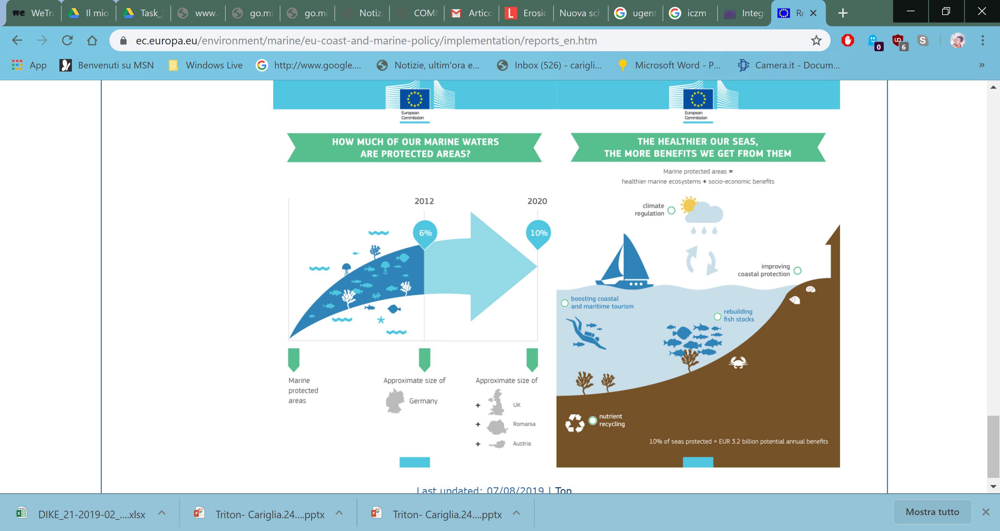 WeTra
Il mio
Task_3
www.
go.mi
go.mi
Notizi
COM
Artico
Erosio
Nuova sch
ugent
iczm -
Integ
Re
ec.europa.eu/environment/marine/eu-coast-and-marine-policy/implementation/reports_en.htm
0
6
App
Benvenuti su MSN
Windows Live
http://www.google....
Notizie, ultim'ora e...
Inbox (526) - carigli...
Microsoft Word - P...
Camera.it - Docum...
European
Commission
HOW MUCH OF OUR MARINE WATERS
ARE PROTECTED AREAS?
2012
2020
6%
10%
Marine
protected
areas
Approximate size of
Germany
Approximate size of
+ UK
+ Romania
+ Austria
European
Commission
THE HEALTHIER OUR SEAS,
THE MORE BENEFITS WE GET FROM THEM
Marine protected areas =
healthier marine ecosystems + socio-economic benefits
climate
regulation
improving
coastal protection
boosting coastal
and maritime tourism
rebuilding
fish stocks
nutrient
recycling
10% of seas protected = EUR 3.2 billion potential annual benefits
Last updated: 07/08/2019 | Top
DIKE_21-2019-02_....xlsx
Triton- Cariglia.24....pptx
Triton- Cariglia.24....pptx
Mostra tutto